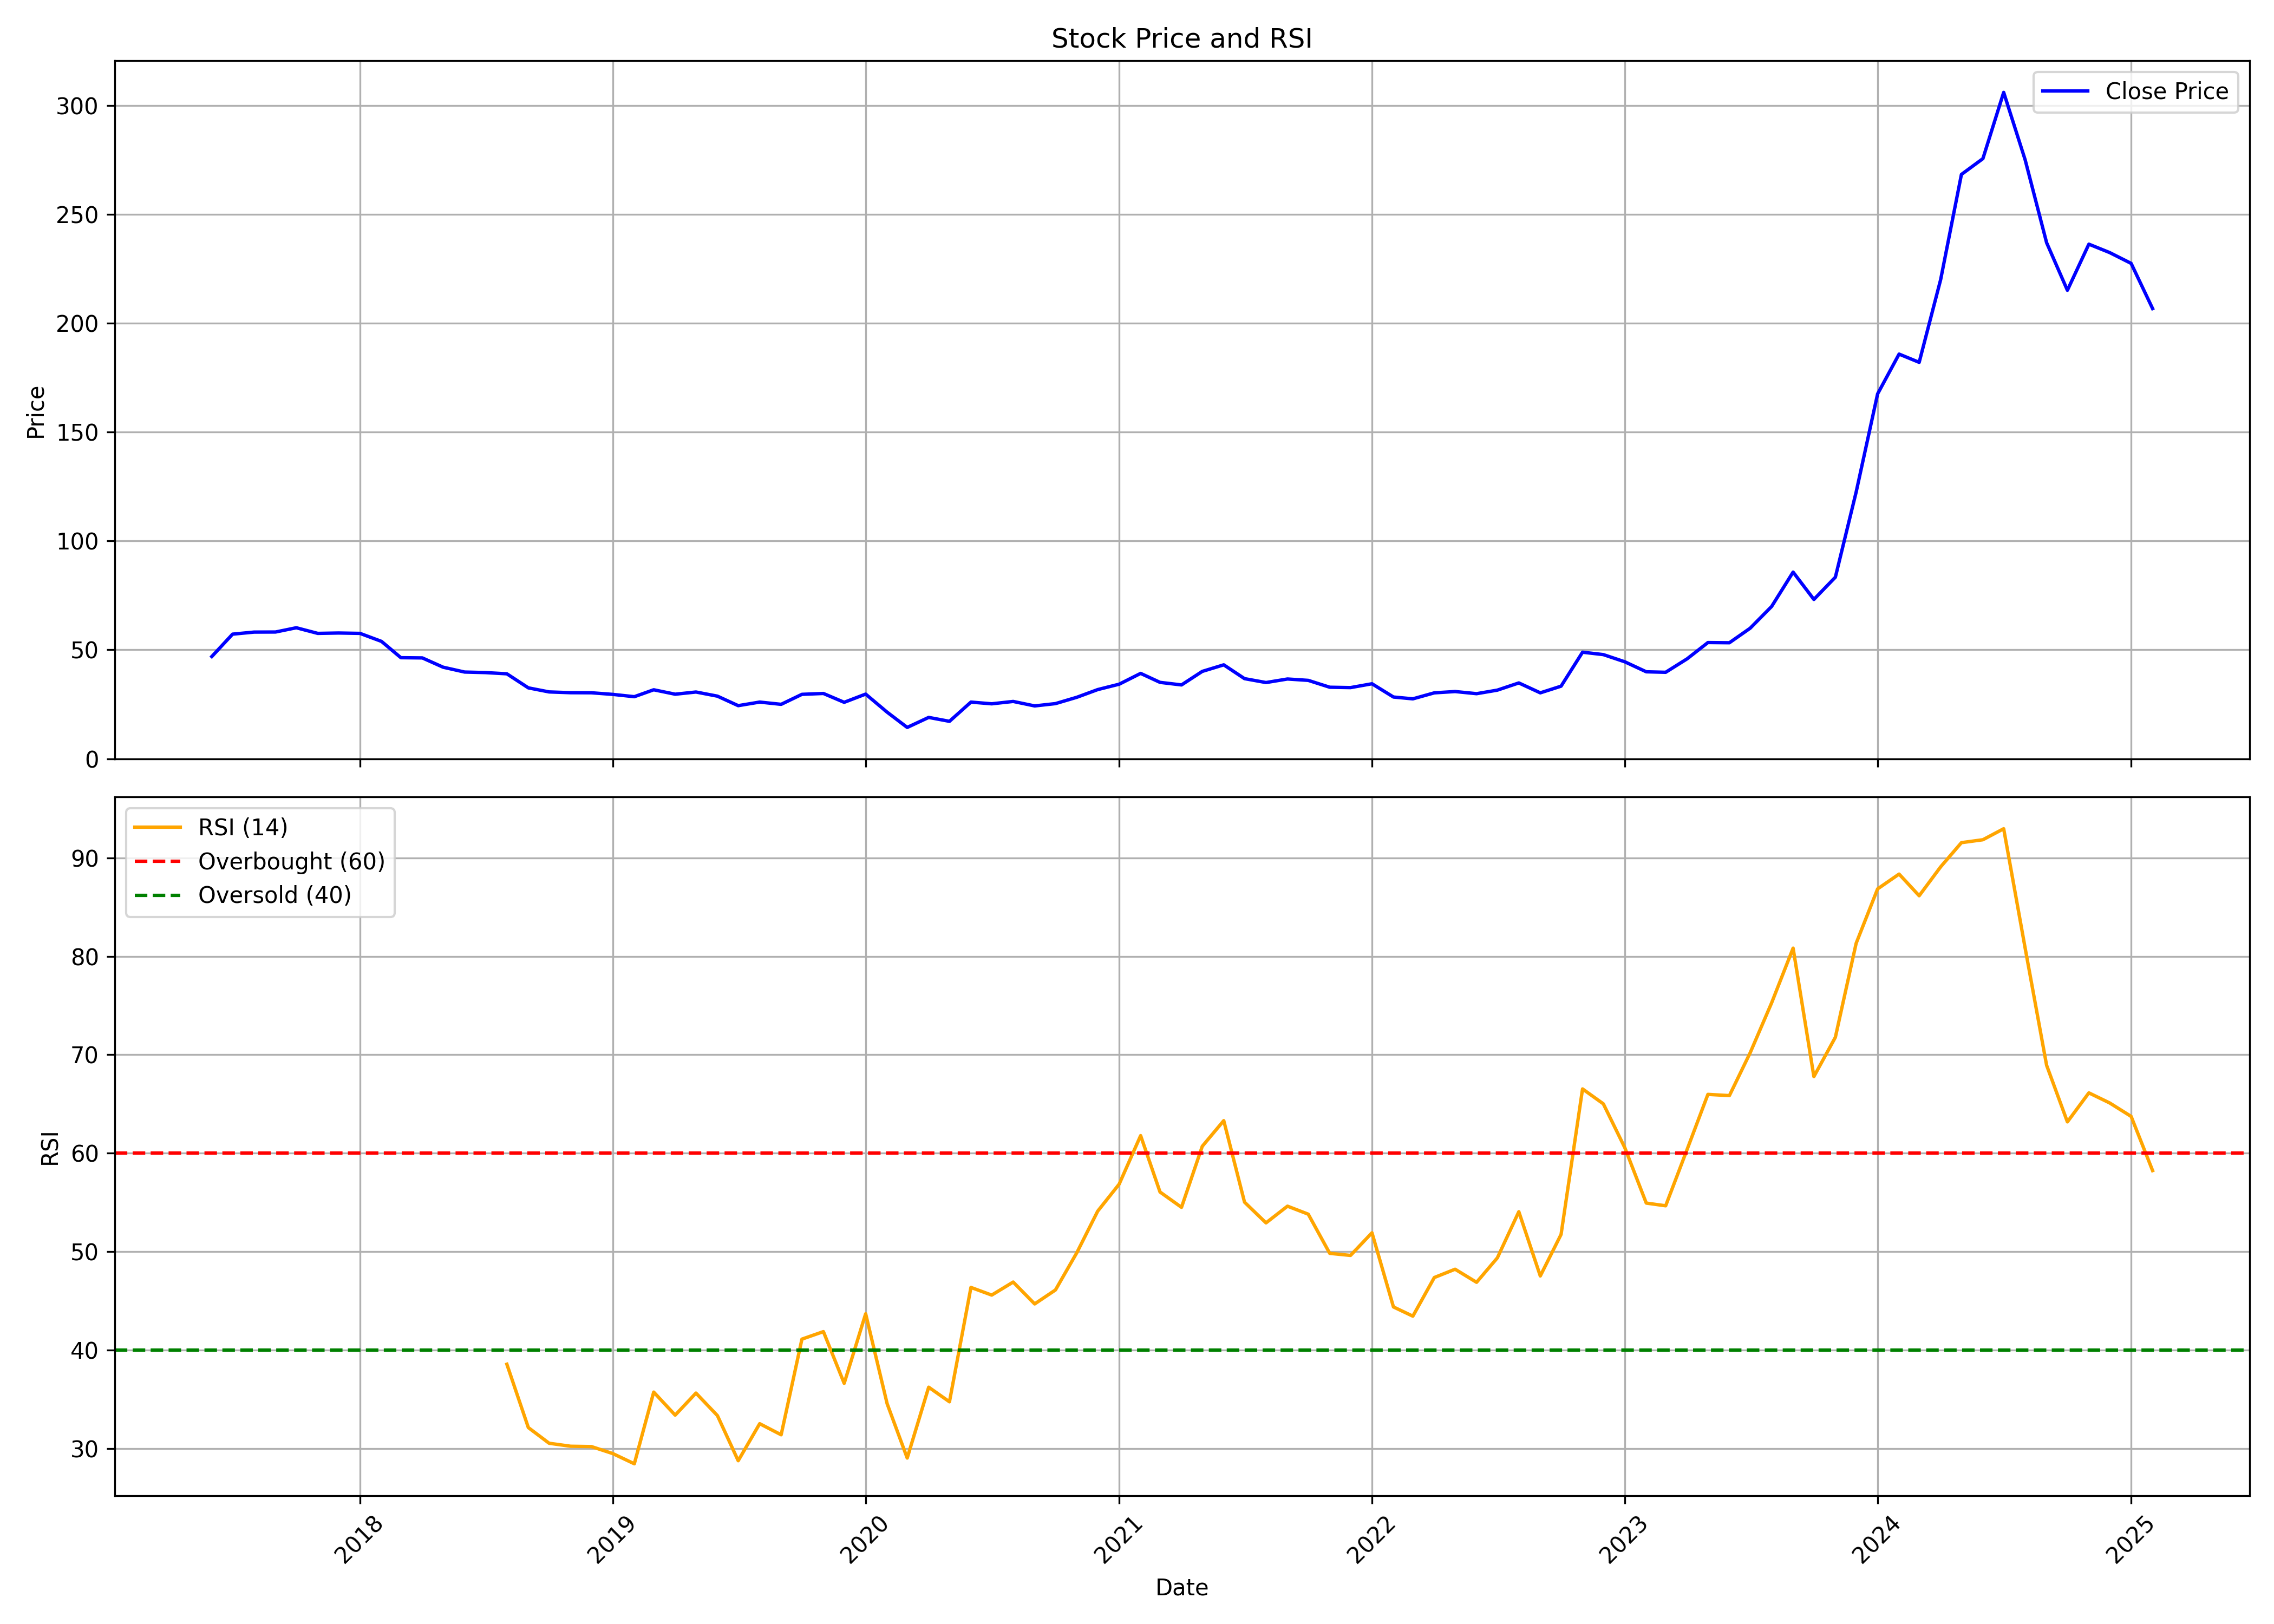 Stock Price and RSI
Close Price
300
250
200
150
100
50
0
Price
RSI (14)
Overbought (60)
Oversold (40)
90
80
70
60
50
40
30
RSI
2018
2019
2020
2021
2022
2023
2024
2025
Date